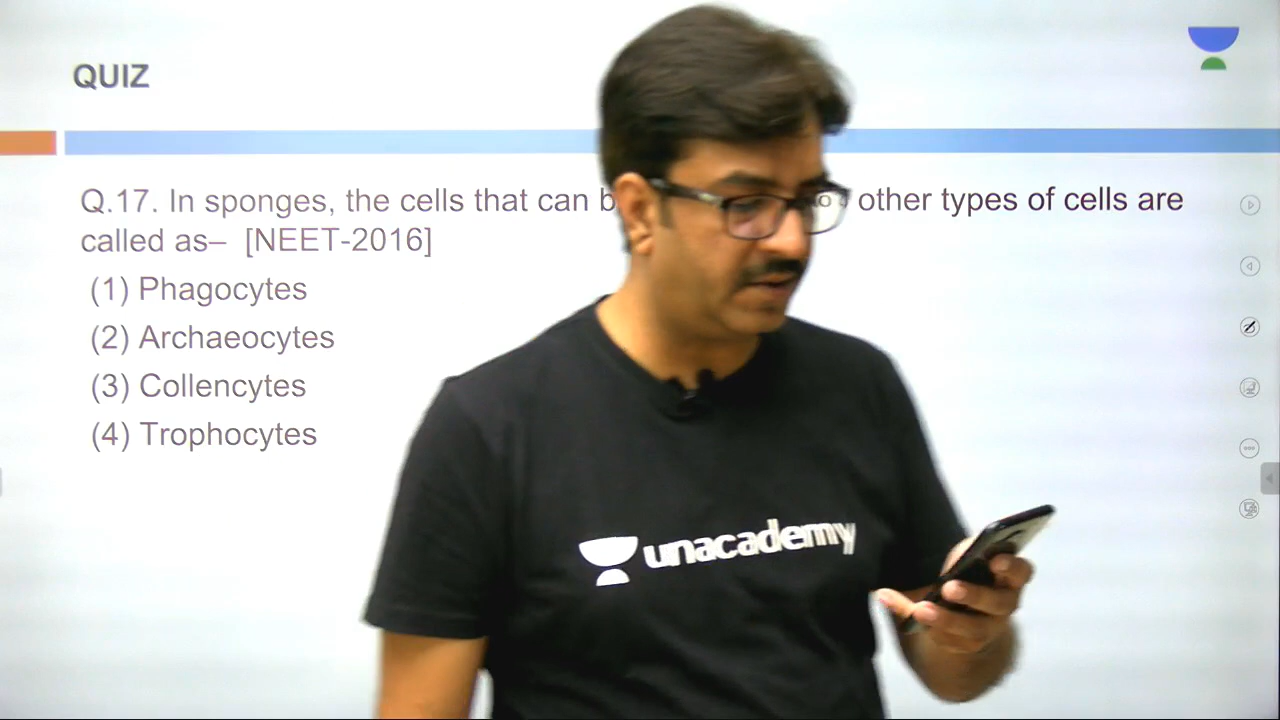 QUIZ
Q.17. In sponges, the cells that can b other types of cells are
called as– [NEET-2016]
(1) Phagocytes
(2) Archaeocytes
(3) Collencytes
(4) Trophocytes
unacademy